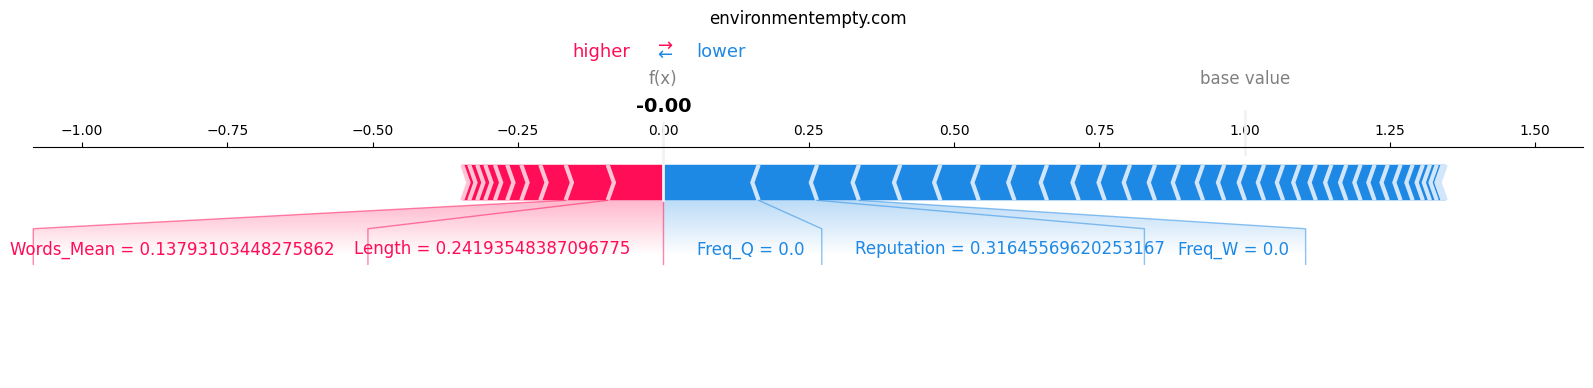 environmentempty.com
higher → ← lower
f(x) base value
-0.00
−1.00 −0.75 −0.50 −0.25 0.00 0.25 0.50 0.75 1.00 1.25 1.50
Words_Mean = 0.13793103448275862 Length = 0.24193548387096775 Freq_Q = 0.0 Reputation = 0.31645569620253167 Freq_W = 0.0